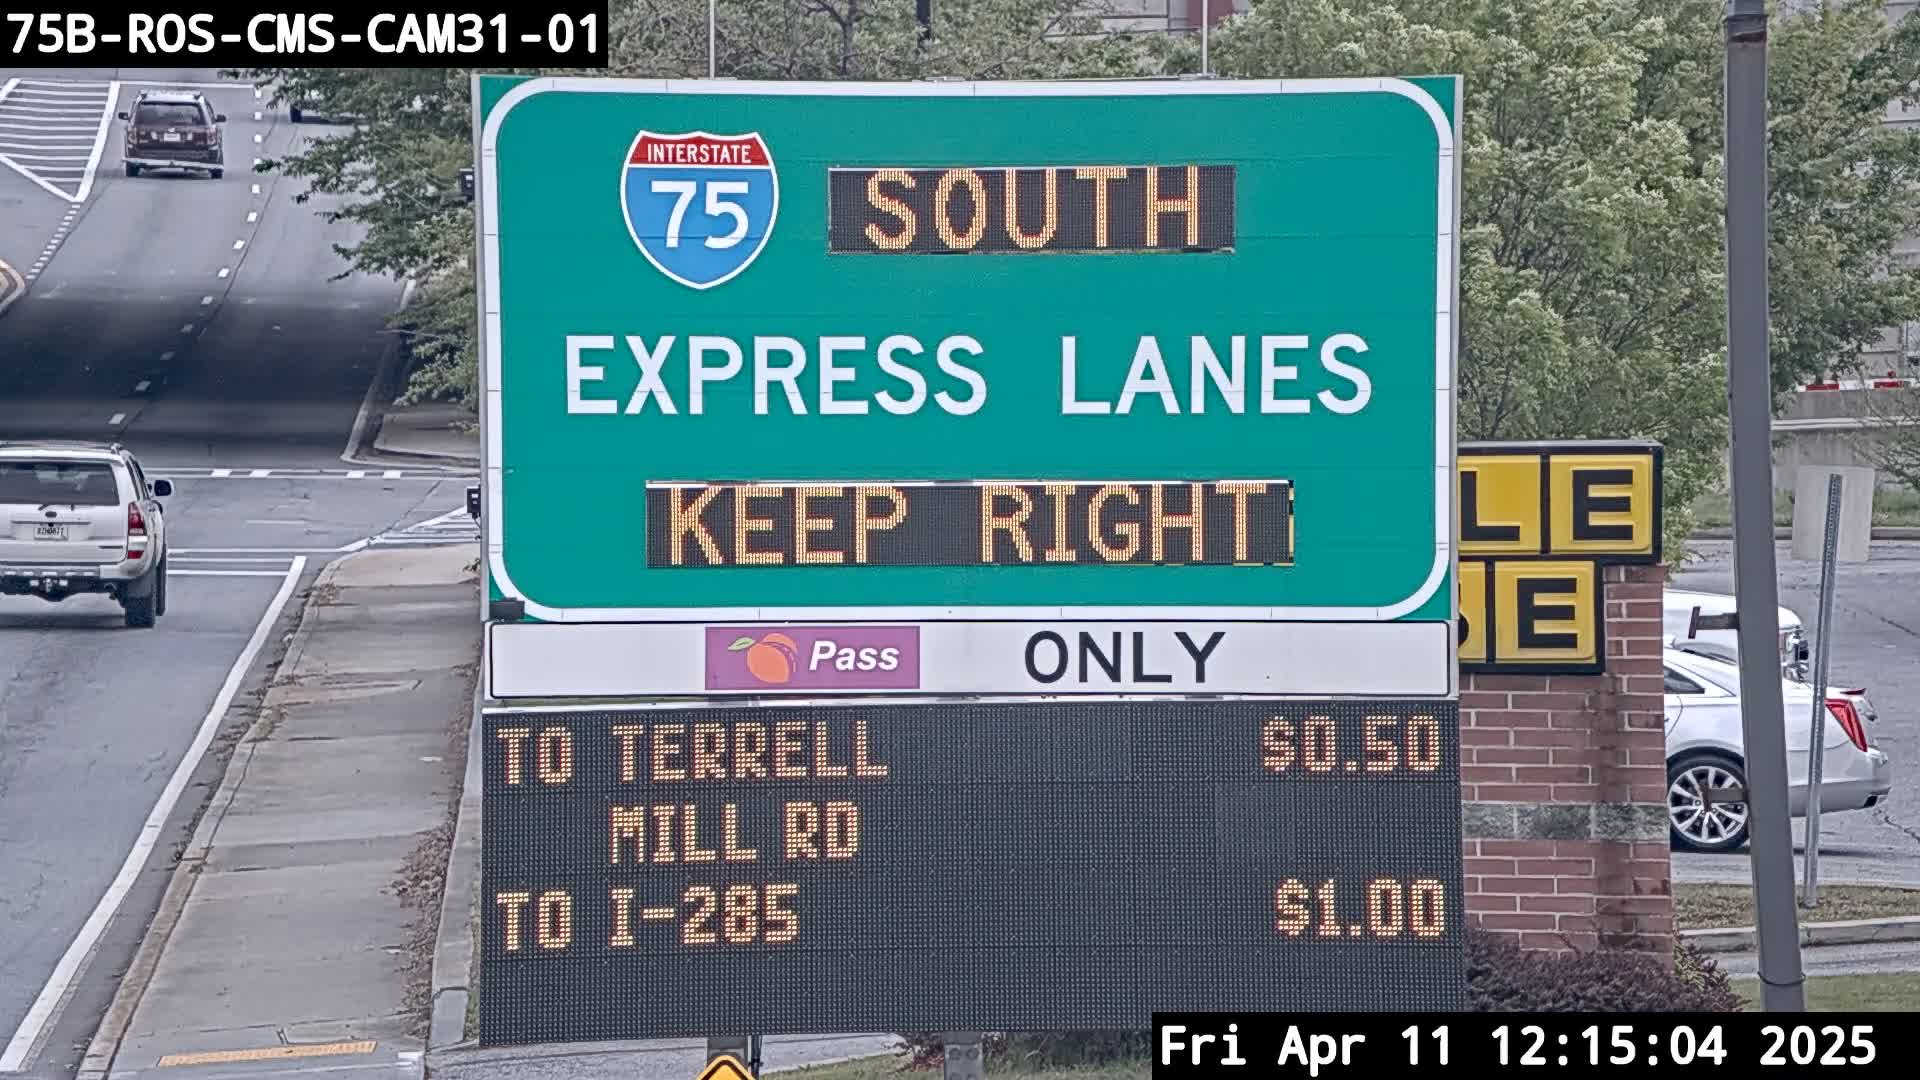 75B-ROS-CMS-CAM31-01
INTERSTATE
75
SOUTH
EXPRESS LANES
KEEP RIGHT
Pass ONLY
TO TERRELL $0.50
MILL RD
TO I-285 $1.00
LE
E
Fri Apr 11 12:15:04 2025